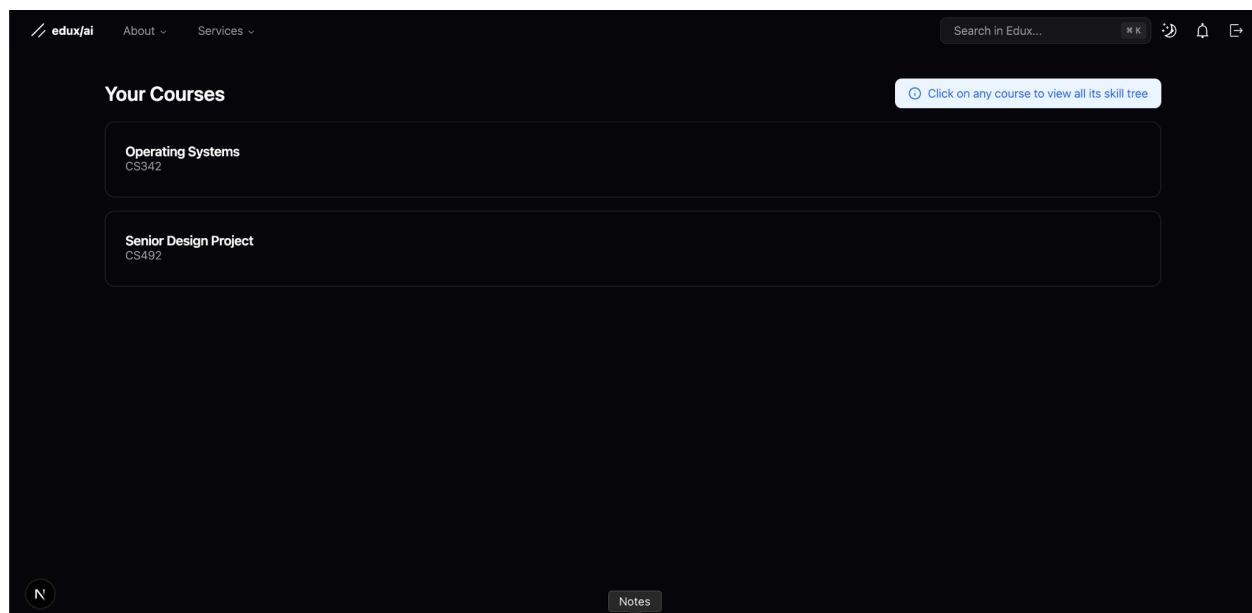 edux/ai About Services Search in Edux... ⌘ K
Your Courses
Click on any course to view all its skill tree
Operating Systems
CS342
Senior Design Project
CS492
N
Notes